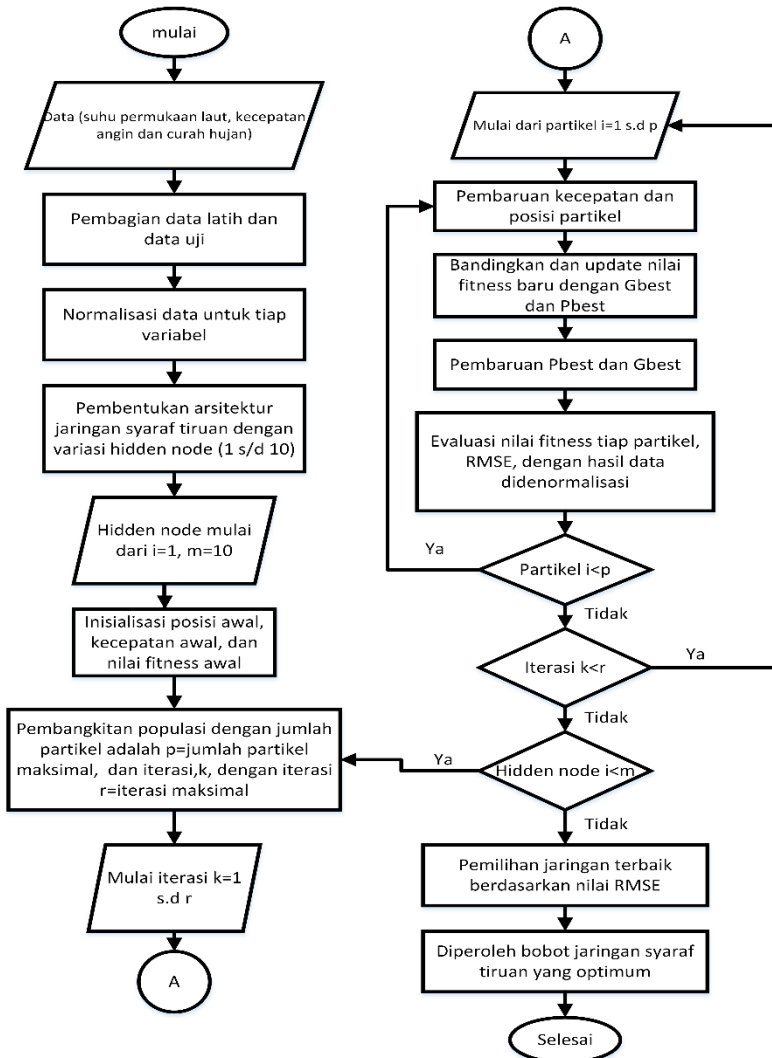 mulai
Data (suhu permukaan laut, kecepatan
angin dan curah hujan)
Pembagian data latih dan
data uji
Normalisasi data untuk tiap
variabel
Pembentukan arsitektur
jaringan syaraf tiruan dengan
variasi hidden node (1 s/d 10)
Hidden node mulai
dari i=1, m=10
Inisialisasi posisi awal,
kecepatan awal, dan
nilai fitness awal
Pembangkitan populasi dengan jumlah
partikel adalah p=jumlah partikel
maksimal, dan iterasi,k, dengan iterasi
r=iterasi maksimal
Mulai iterasi k=1
s.d r
A
A
Mulai dari partikel i=1 s.d p
Pembaruan kecepatan dan
posisi partikel
Bandingkan dan update nilai
fitness baru dengan Gbest
dan Pbest
Pembaruan Pbest dan Gbest
Evaluasi nilai fitness tiap partikel,
RMSE, dengan hasil data
didenormalisasi
Ya
Partikel i<p
Tidak
Iterasi k<r
Ya
Tidak
Ya
Hidden node i<m
Tidak
Pemilihan jaringan terbaik
berdasarkan nilai RMSE
Diperoleh bobot jaringan syaraf
tiruan yang optimum
Selesai